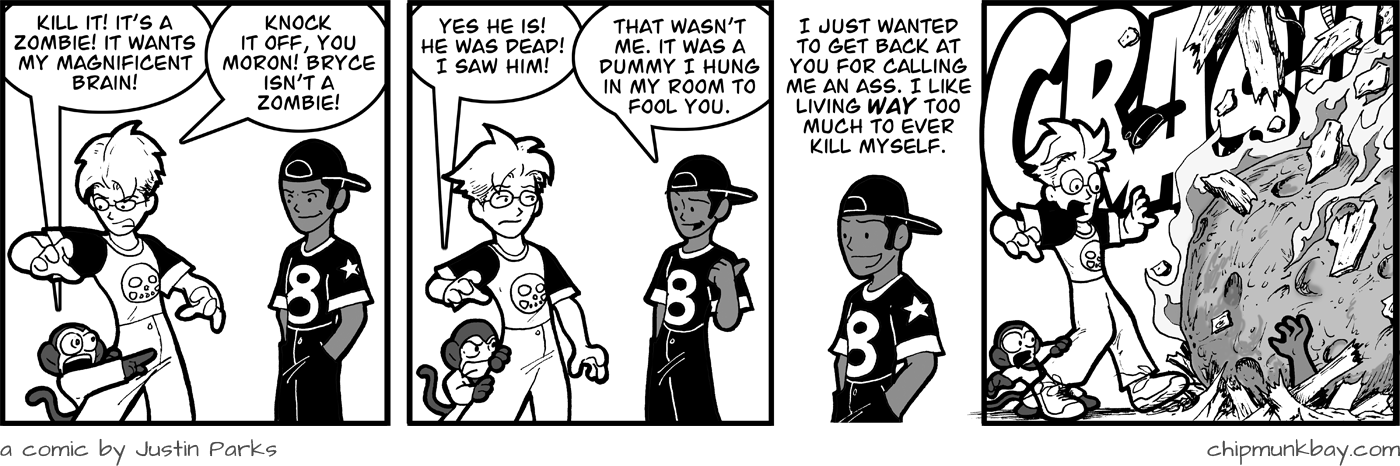 KILL IT! IT'S A
ZOMBIE! IT WANTS
MY MAGNIFICENT
BRAIN!
KNOCK
IT OFF, YOU
MORON! BRYCE
ISN'T A
ZOMBIE!
8
YES HE IS!
HE WAS DEAD!
I SAW HIM!
THAT WASN'T
ME. IT WAS A
DUMMY I HUNG
IN MY ROOM TO
FOOL YOU.
8
I JUST WANTED
TO GET BACK AT
YOU FOR CALLING
ME AN ASS. I LIKE
LIVING WAY TOO
MUCH TO EVER
KILL MYSELF.
8
a comic by Justin Parks
chipmunkbay.com